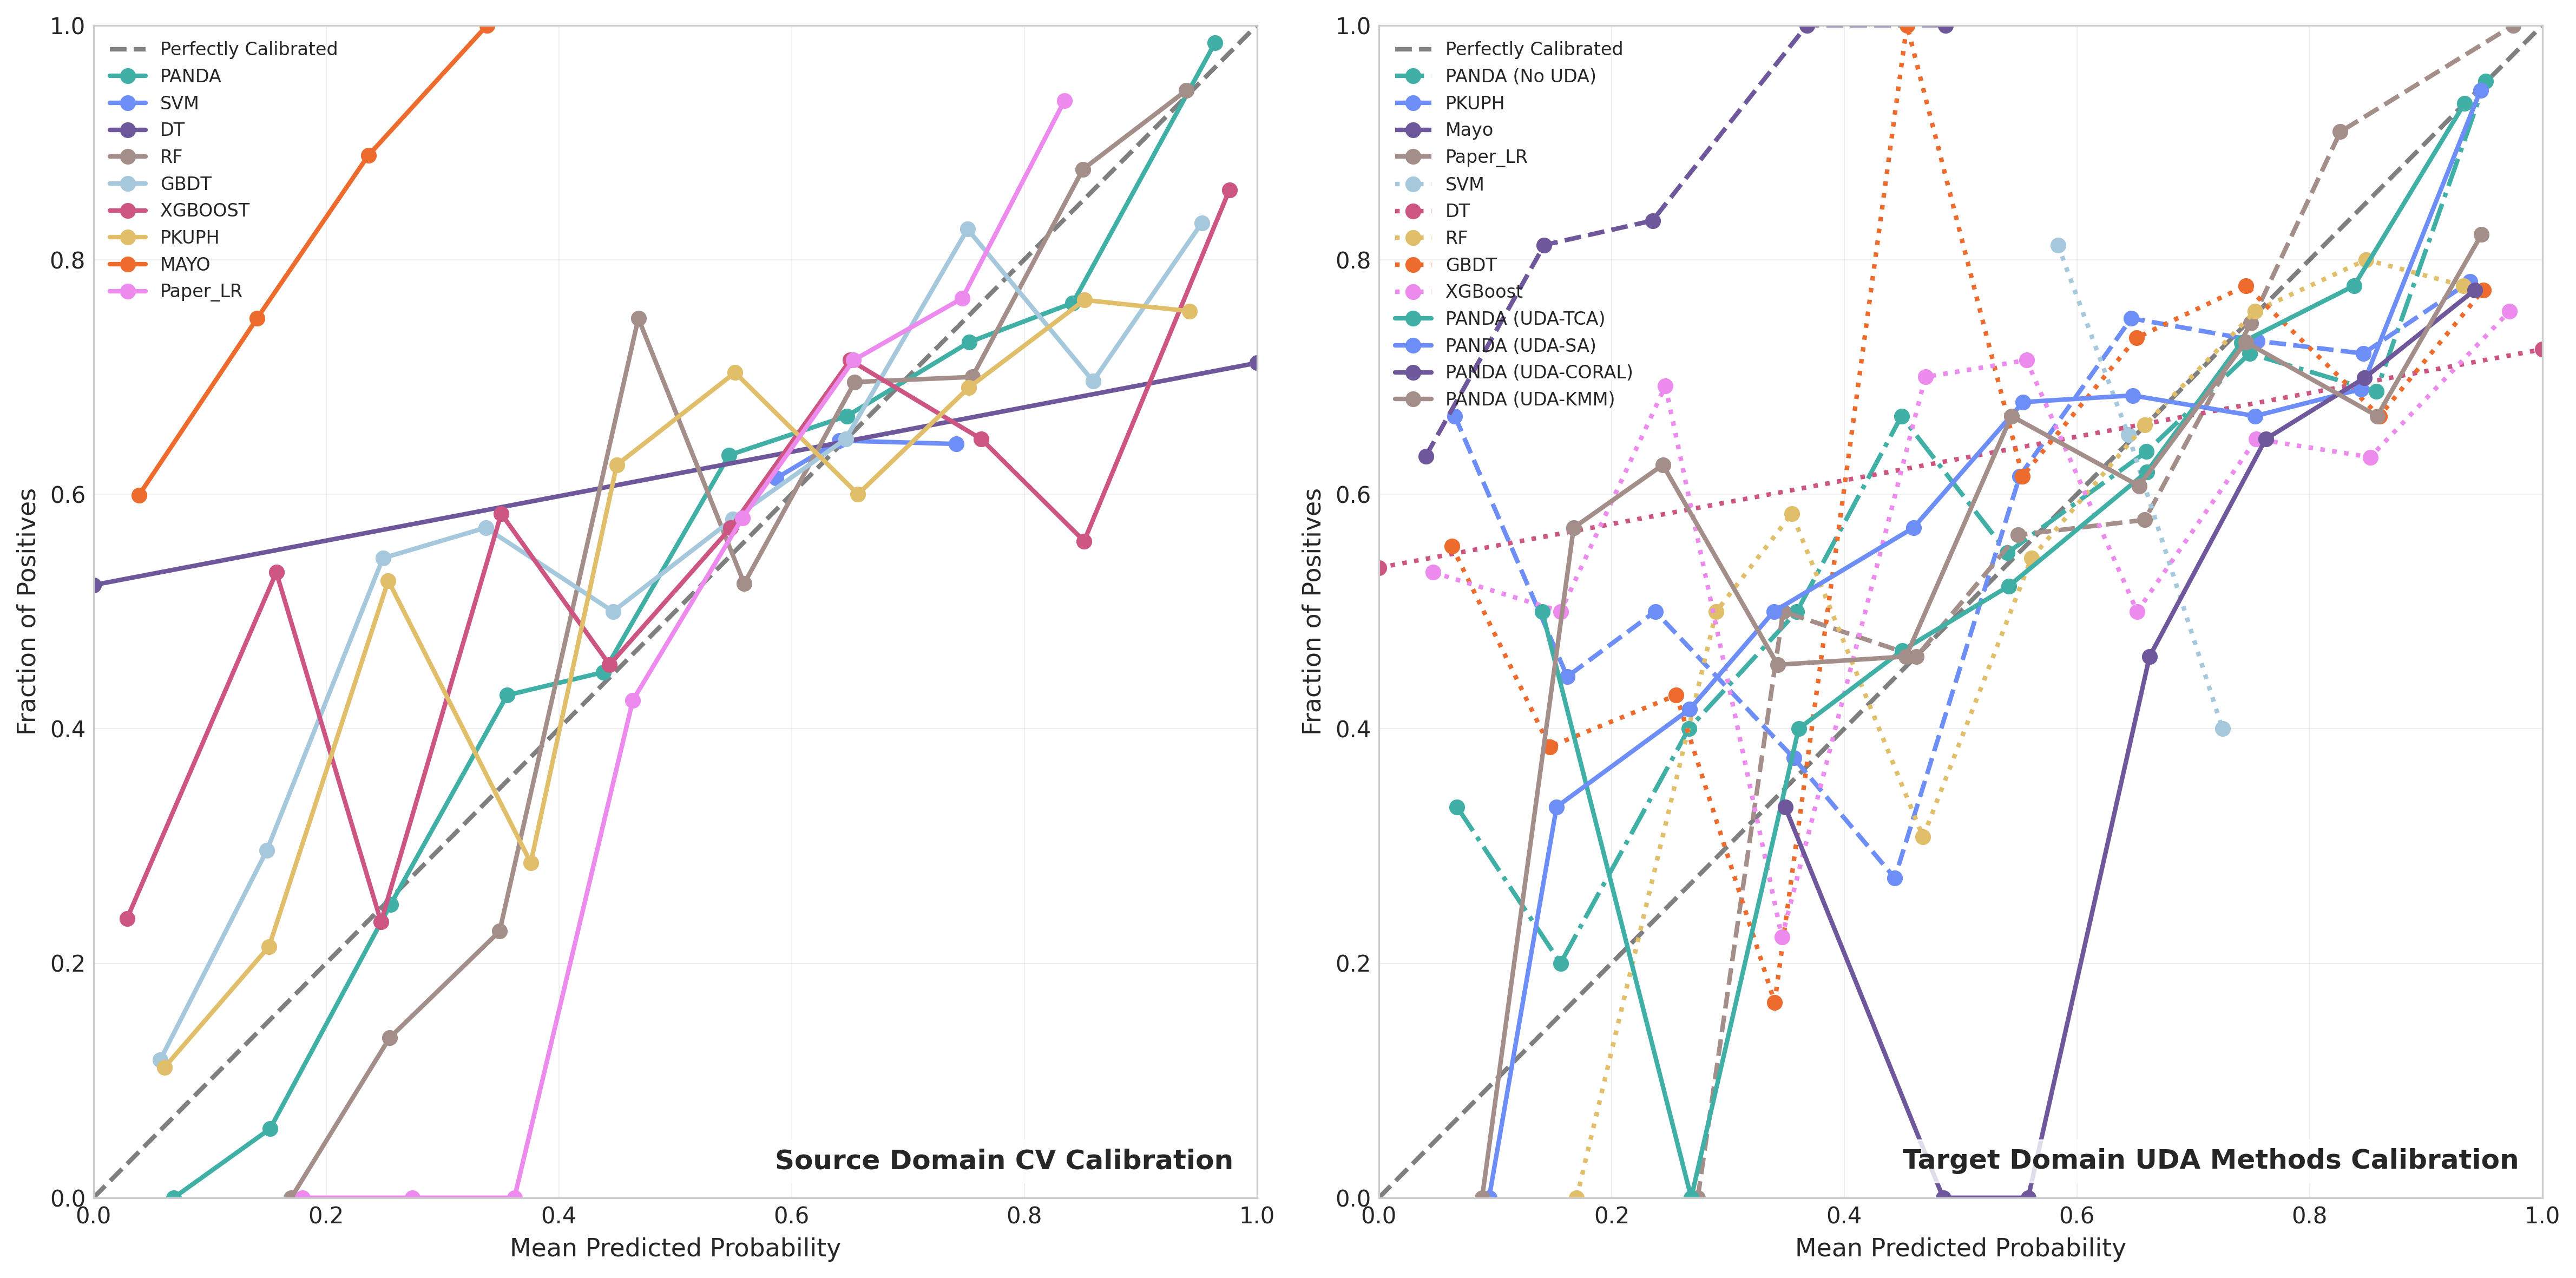 1.0
0.8
0.6
0.4
0.2
0.0
Fraction of Positives
Perfectly Calibrated
PANDA
SVM
DT
RF
GBDT
XGBOOST
PKUPH
MAYO
Paper_LR
Source Domain CV Calibration
0.0 0.2 0.4 0.6 0.8 1.0
Mean Predicted Probability
1.0
0.8
0.6
0.4
0.2
0.0
Fraction of Positives
Perfectly Calibrated
PANDA (No UDA)
PKUPH
Mayo
Paper_LR
SVM
DT
RF
GBDT
XGBoost
PANDA (UDA-TCA)
PANDA (UDA-SA)
PANDA (UDA-CORAL)
PANDA (UDA-KMM)
Target Domain UDA Methods Calibration
0.0 0.2 0.4 0.6 0.8 1.0
Mean Predicted Probability